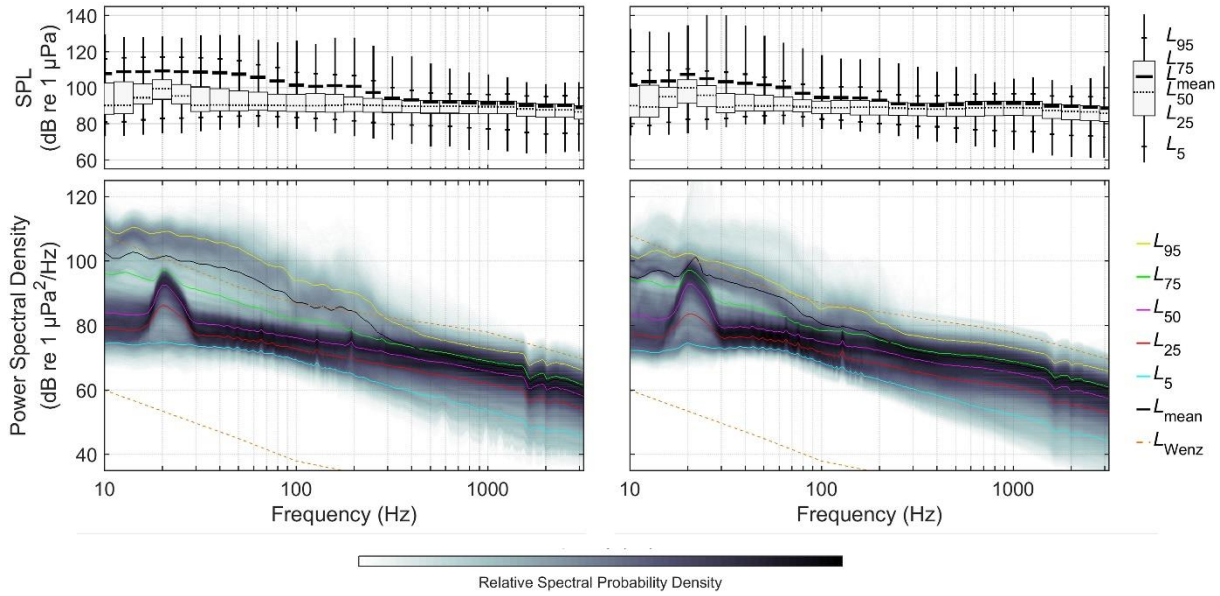 SPL
(dB re 1 µPa)
140
120
100
80
60
L95
L75
Lmean
L50
L25
L5
Power Spectral Density
(dB re 1 µPa²/Hz)
120
100
80
60
40
10 100 1000
Frequency (Hz)
10 100 1000
Frequency (Hz)
L95
L75
L50
L25
L5
Lmean
LWenz
Relative Spectral Probability Density